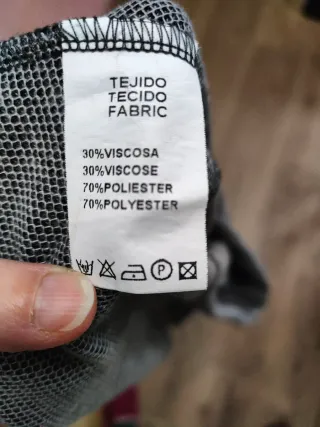 TEJIDO
TECIDO
FABRIC
30%VISCOSA
30%VISCOSE
70%POLIESTER
70%POLYESTER
P